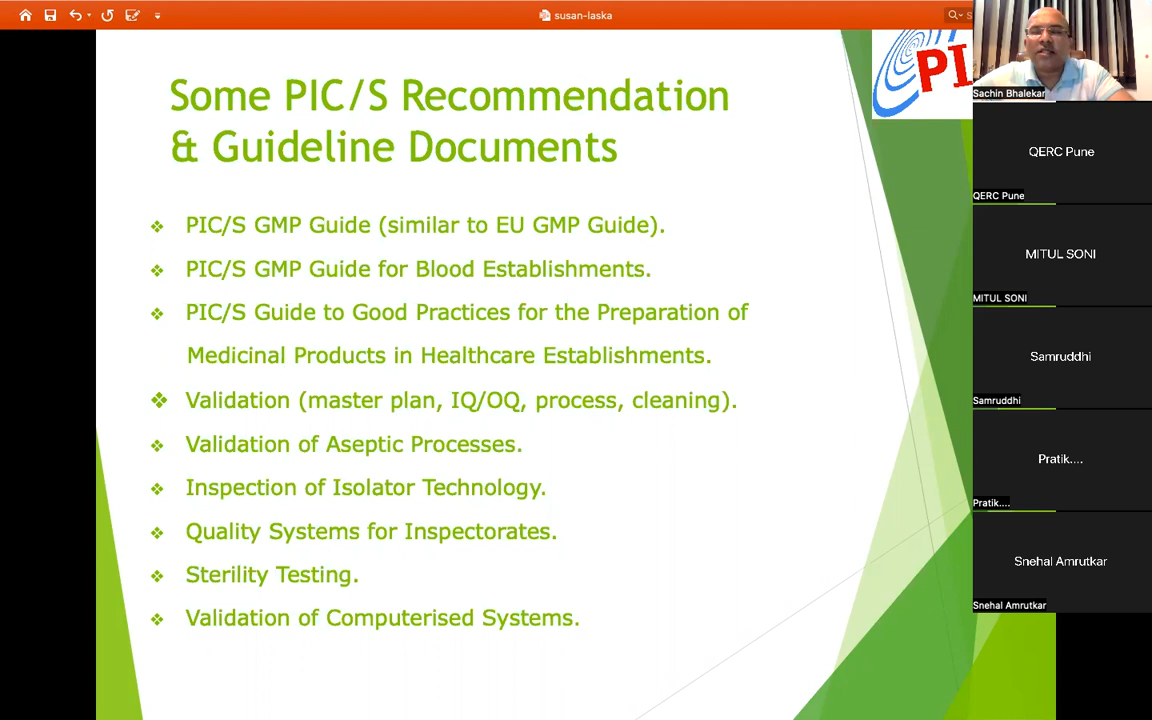 susan-laska
S
Some PIC/S Recommendation
& Guideline Documents
PI
❖ PIC/S GMP Guide (similar to EU GMP Guide).
❖ PIC/S GMP Guide for Blood Establishments.
❖ PIC/S Guide to Good Practices for the Preparation of
Medicinal Products in Healthcare Establishments.
❖ Validation (master plan, IQ/OQ, process, cleaning).
❖ Validation of Aseptic Processes.
❖ Inspection of Isolator Technology.
❖ Quality Systems for Inspectorates.
❖ Sterility Testing.
❖ Validation of Computerised Systems.
Sachin Bhalekar
QERC Pune
QERC Pune
MITUL SONI
MITUL SONI
Samruddhi
Samruddhi
Pratik....
Pratik....
Snehal Amrutkar
Snehal Amrutkar